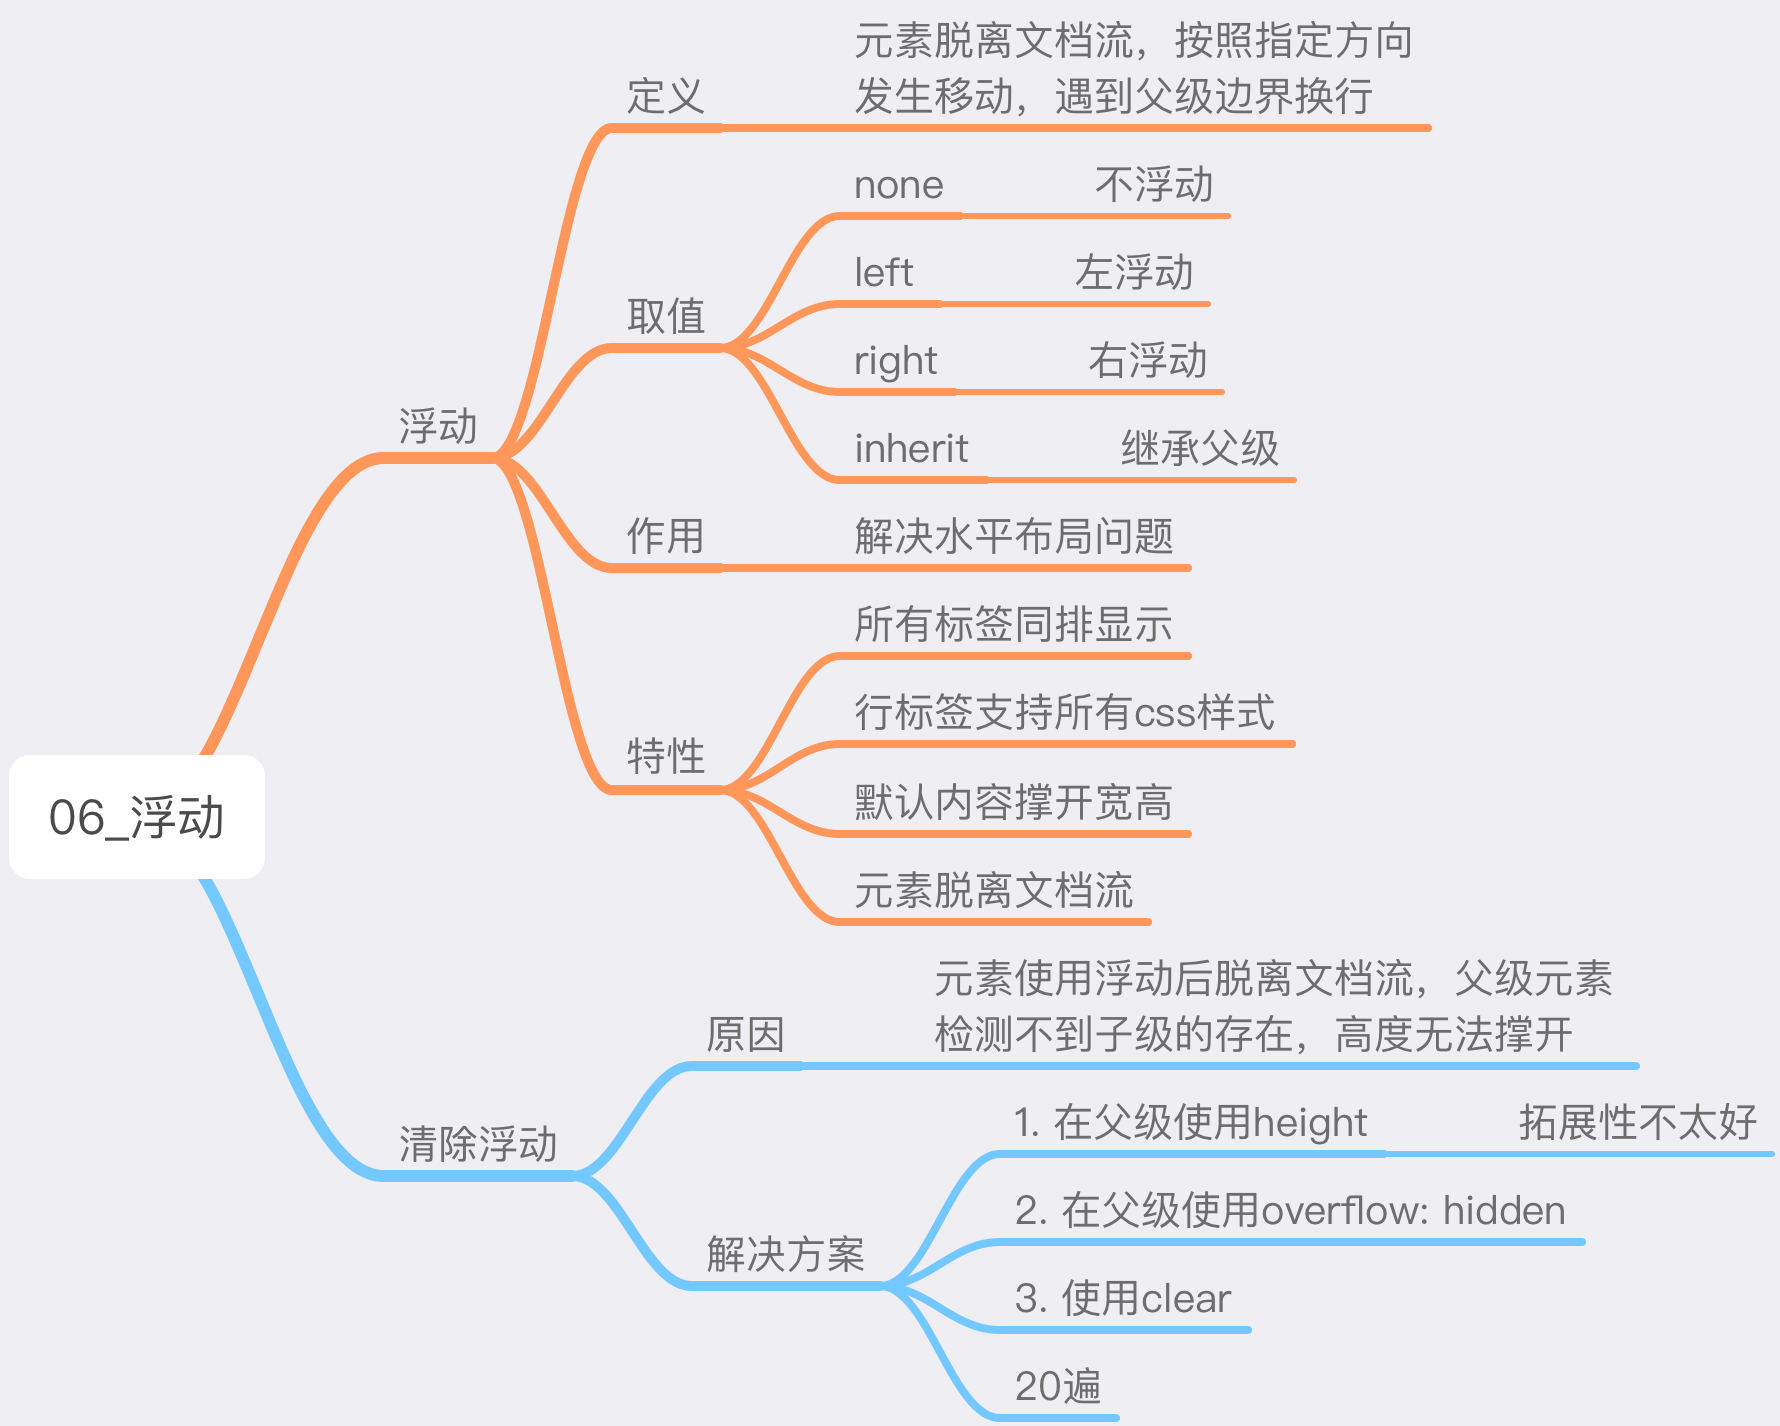 06_浮动
浮动
定义
元素脱离文档流，按照指定方向
发生移动，遇到父级边界换行
取值
none
不浮动
left
左浮动
right
右浮动
inherit
继承父级
作用
解决水平布局问题
特性
所有标签同排显示
行标签支持所有css样式
默认内容撑开宽高
元素脱离文档流
清除浮动
原因
元素使用浮动后脱离文档流，父级元素
检测不到子级的存在，高度无法撑开
解决方案
1. 在父级使用height
拓展性不太好
2. 在父级使用overflow: hidden
3. 使用clear
20遍